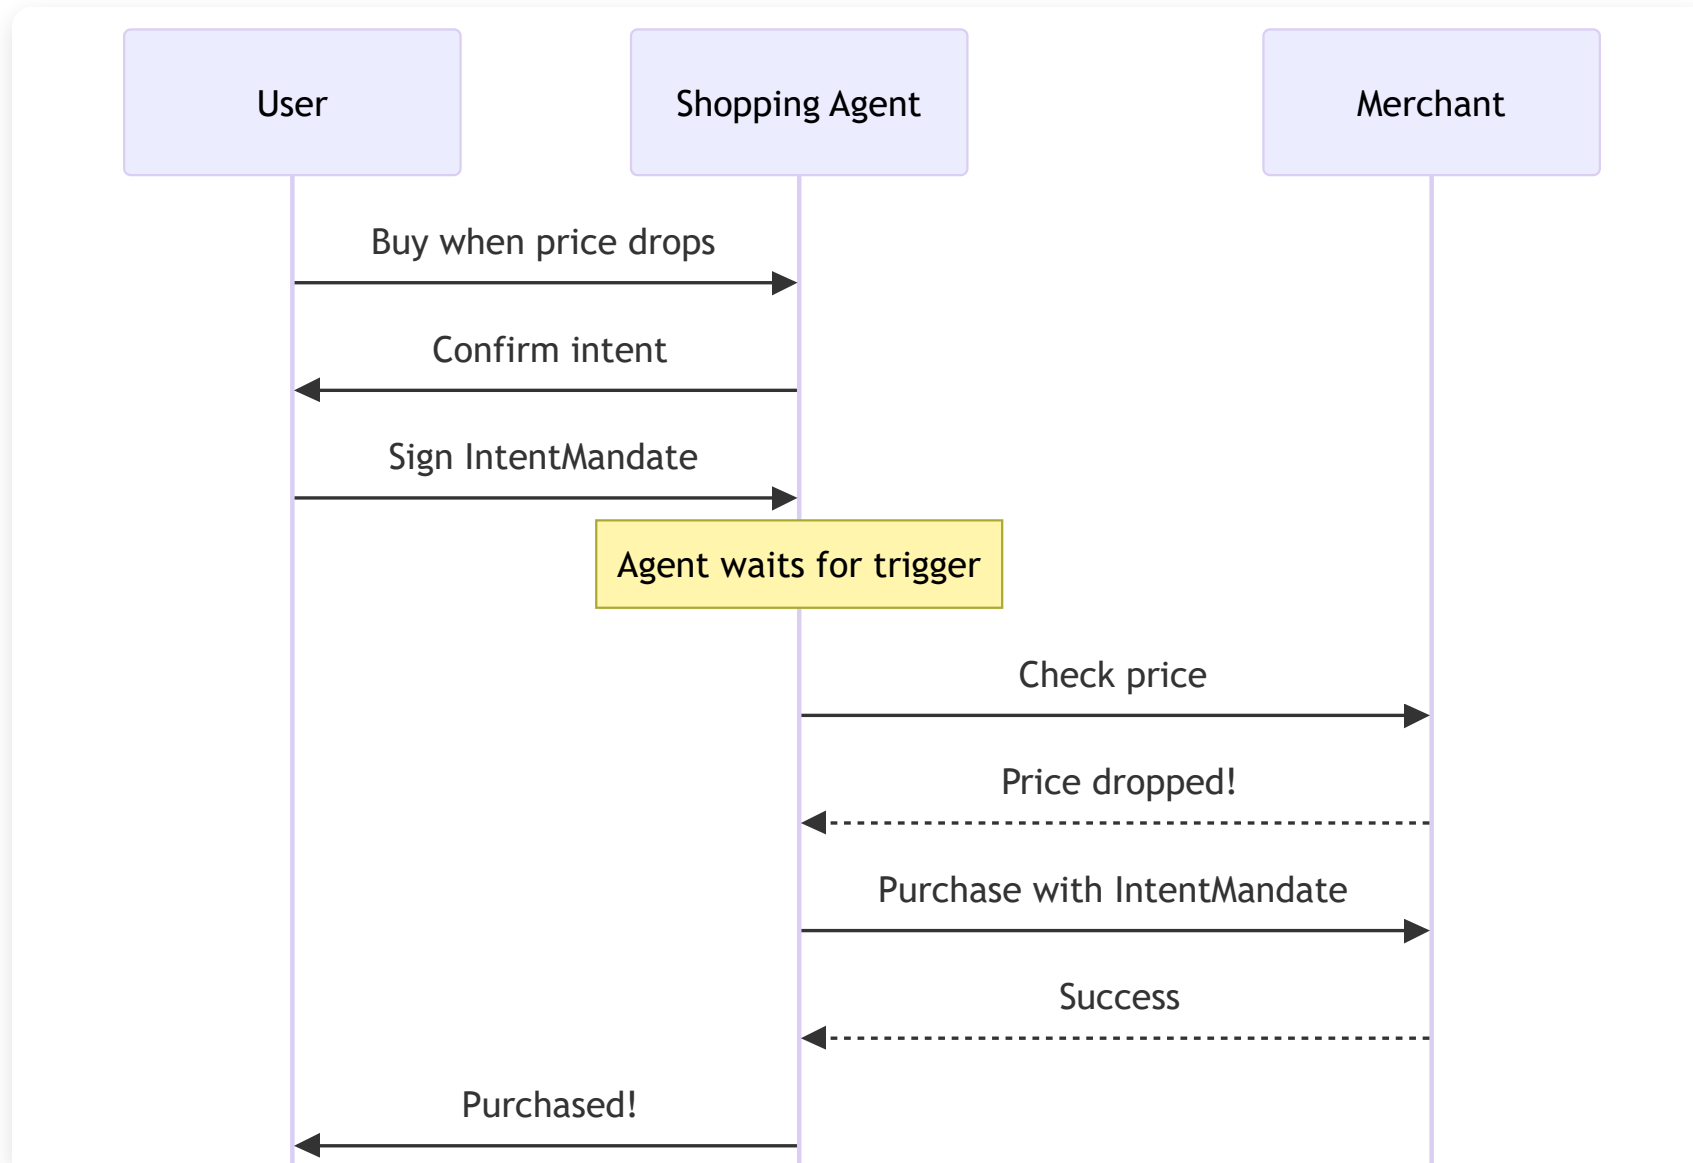 User
Shopping Agent
Merchant
Buy when price drops
Confirm intent
Sign IntentMandate
Agent waits for trigger
Check price
Price dropped!
Purchase with IntentMandate
Success
Purchased!